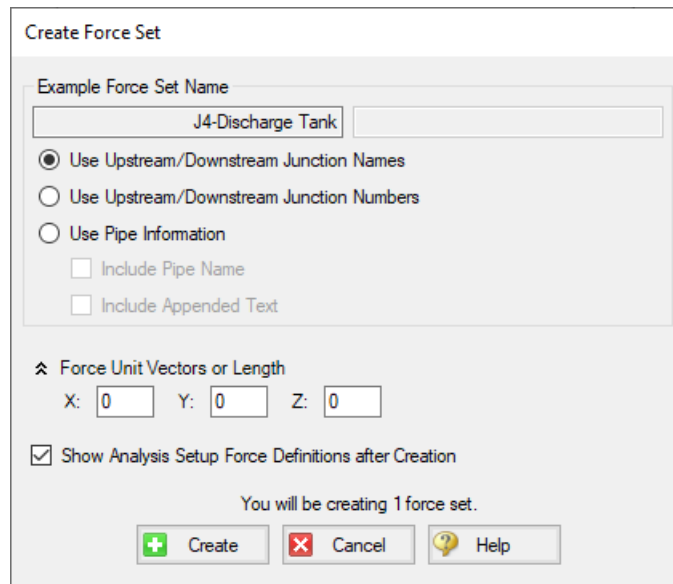 Create Force Set
Example Force Set Name
J4-Discharge Tank
Use Upstream/Downstream Junction Names
Use Upstream/Downstream Junction Numbers
Use Pipe Information
Include Pipe Name
Include Appended Text
Force Unit Vectors or Length
X: 0 Y: 0 Z: 0
Show Analysis Setup Force Definitions after Creation
You will be creating 1 force set.
Create Cancel Help